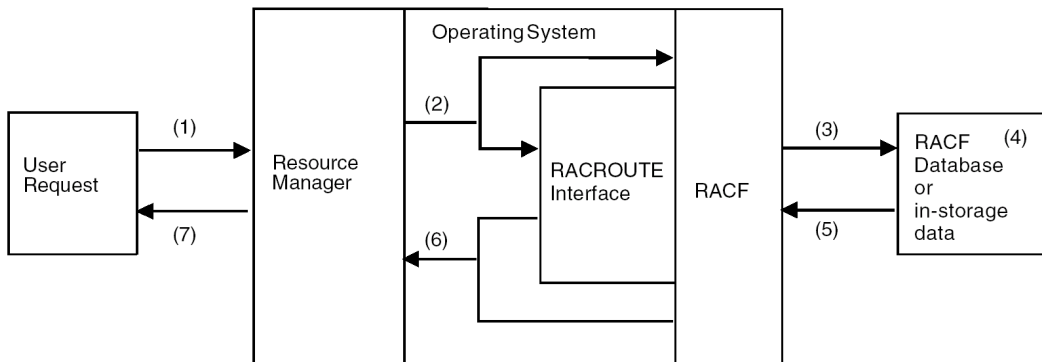 Operating System
(1)
(2)
(3)
User
Request
Resource
Manager
RACROUTE
Interface
RACF
RACF (4)
Database
or
in-storage
data
(7)
(6)
(5)